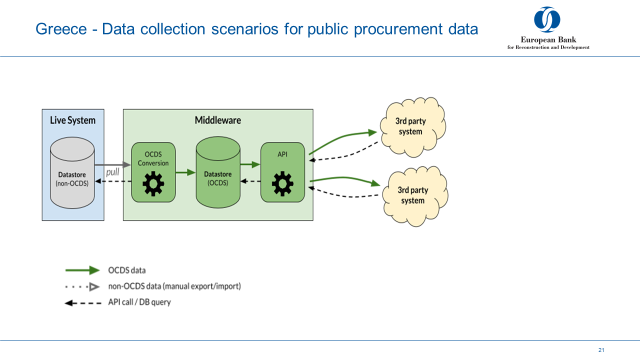 Greece - Data collection scenarios for public procurement data
European Bank
for Reconstruction and Development
Live System
Datastore
(non-OCDS)
pull
Middleware
OCDS
Conversion
Datastore
(OCDS)
API
3rd party
system
3rd party
system
OCDS data
non-OCDS data (manual export/import)
API call / DB query
21